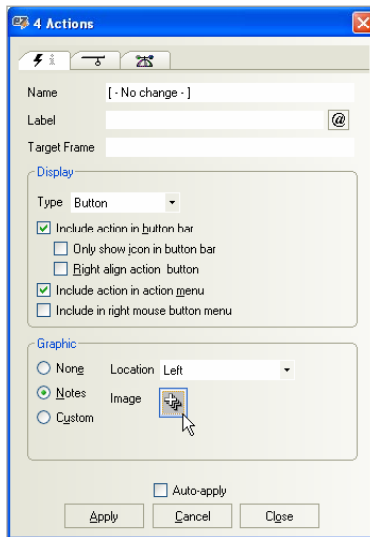 4 Actions
Name [ - No change - ]
Label @
Target Frame
Display
Type Button
Include action in button bar
Only show icon in button bar
Right align action button
Include action in action menu
Include in right mouse button menu
Graphic
None Location Left
Notes Image
Custom
Auto-apply
Apply Cancel Close